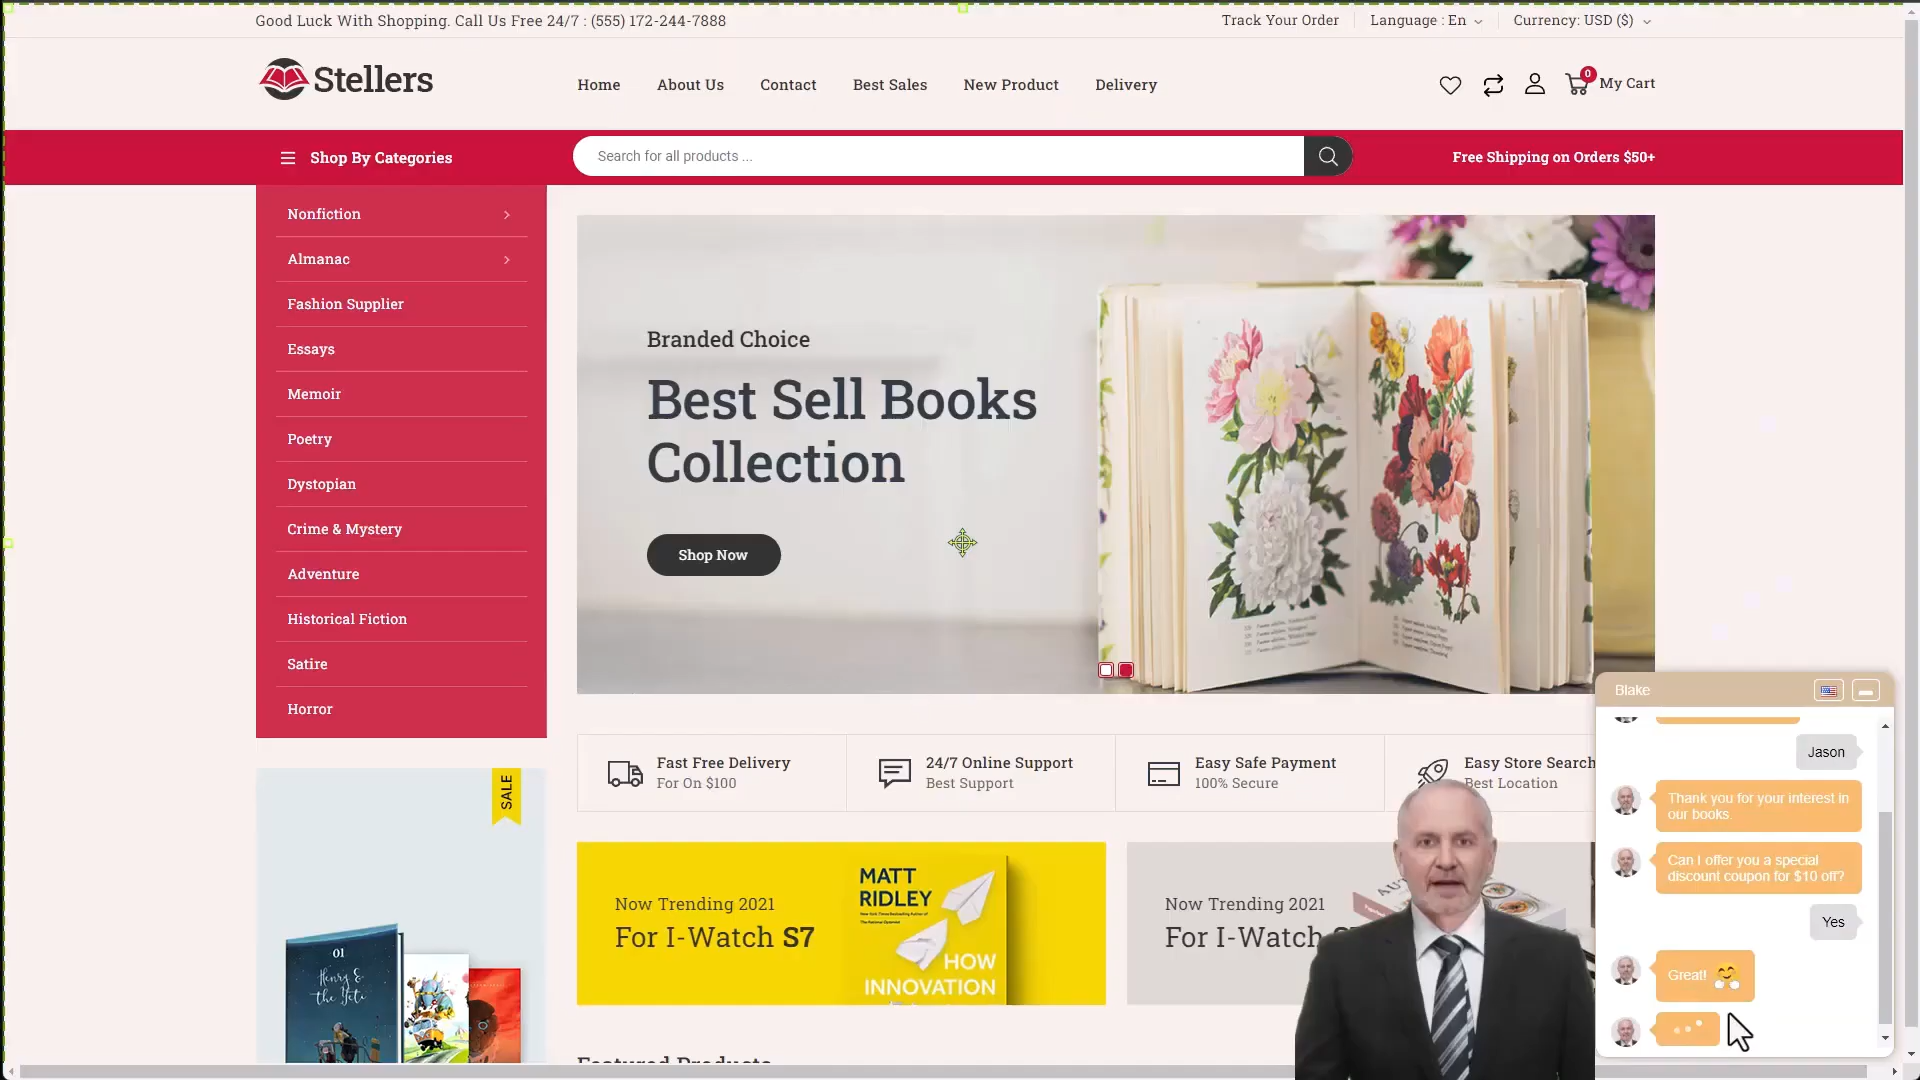 Good Luck With Shopping. Call Us Free 24/7 : (555) 172-244-7888
Track Your Order
Language : En
Currency: USD ($)
Stellers
Home
About Us
Contact
Best Sales
New Product
Delivery
0
My Cart
Shop By Categories
Search for all products ...
Free Shipping on Orders $50+
Nonfiction
Almanac
Fashion Supplier
Essays
Memoir
Poetry
Dystopian
Crime & Mystery
Adventure
Historical Fiction
Satire
Horror
Branded Choice
Best Sell Books
Collection
Shop Now
Fast Free Delivery
For On $100
24/7 Online Support
Best Support
Easy Safe Payment
100% Secure
Easy Store Search
Best Location
SALE
01
Henry &
the Yeti
Now Trending 2021
For I-Watch S7
MATT
RIDLEY
HOW
INNOVATION
Now Trending 2021
For I-Watch
Featured Products
Blake
Jason
Thank you for your interest in
our books.
Can I offer you a special
discount coupon for $10 off?
Yes
Great! 🤗